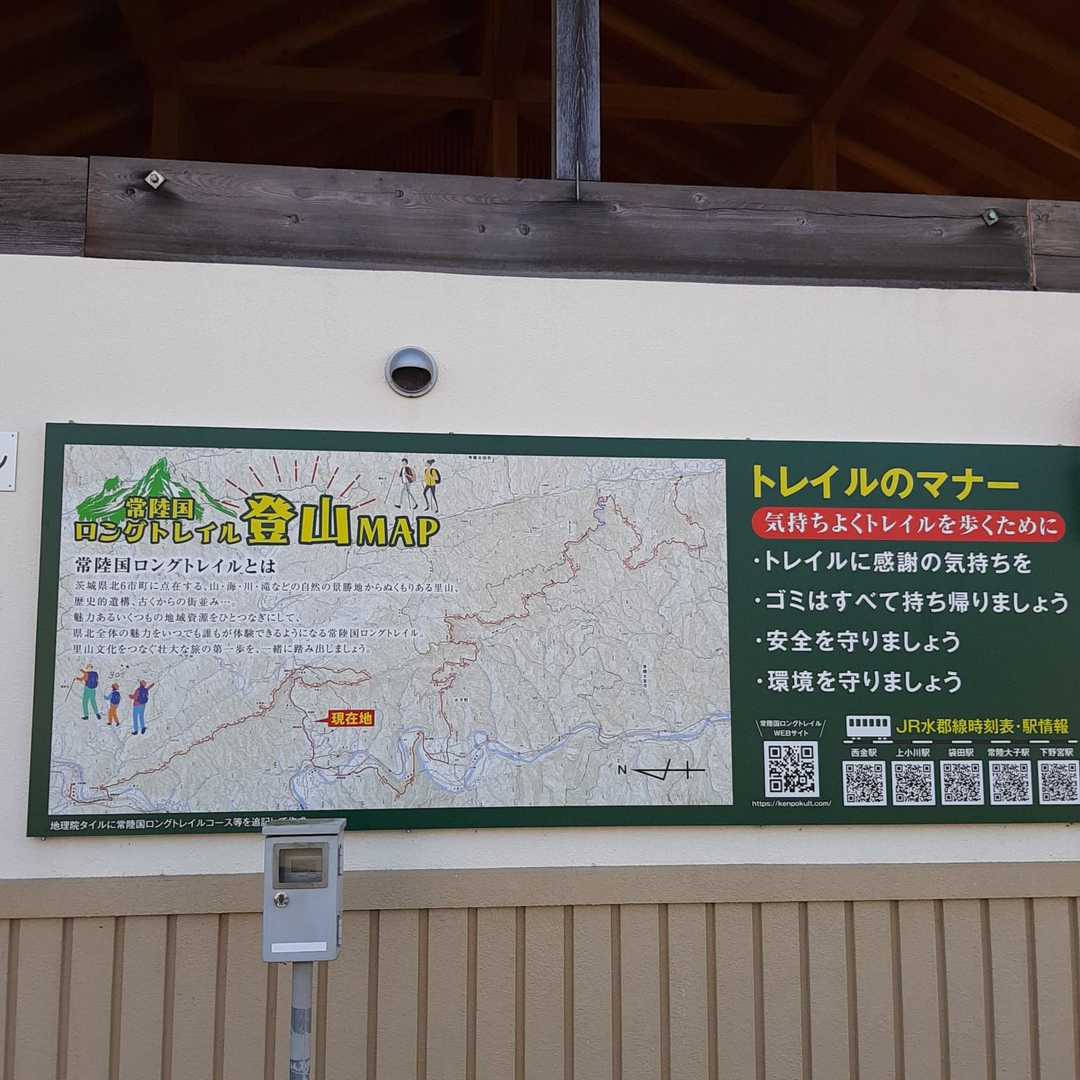 常陸国
ロングトレイル 登山MAP
常陸国ロングトレイルとは
茨城県北6市町に点在する、山・海・川・滝などの自然の景勝地からぬくもりある里山、
歴史的遺構、古くからの街並み…
魅力あるいくつもの地域資源をひとつなぎにして、
県北全体の魅力をいつでも誰もが体験できるようになる常陸国ロングトレイル。
里山文化をつなぐ壮大な旅の第一歩を、一緒に踏み出しましょう。
現在地
N
地理院タイルに常陸国ロングトレイルコース等を追記して作成
トレイルのマナー
気持ちよくトレイルを歩くために
・トレイルに感謝の気持ちを
・ゴミはすべて持ち帰りましょう
・安全を守りましょう
・環境を守りましょう
常陸国ロングトレイル
WEBサイト
https://kenpokult.com/
JR水郡線時刻表・駅情報
西金駅 上小川駅 袋田駅 常陸大子駅 下野宮駅